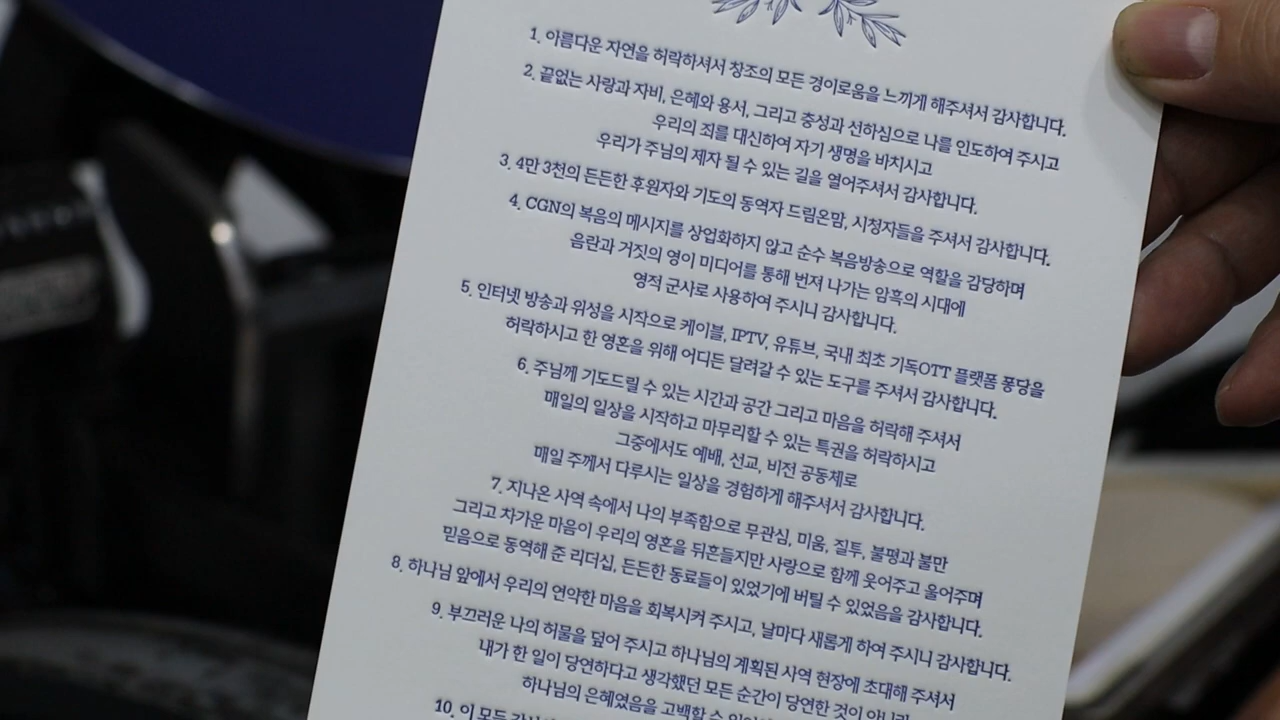 1. 아름다운 자연을 허락하셔서 창조의 모든 경이로움을 느끼게 해주셔서 감사합니다.
2. 끝없는 사랑과 자비, 은혜와 용서, 그리고 충성과 선하심으로 나를 인도하여 주시고
우리의 죄를 대신하여 자기 생명을 바치시고
우리가 주님의 제자 될 수 있는 길을 열어주셔서 감사합니다.
3. 4만 3천의 든든한 후원자와 기도의 동역자 드림온맘, 시청자들을 주셔서 감사합니다.
4. CGN의 복음의 메시지를 상업화하지 않고 순수 복음방송으로 역할을 감당하며
음란과 거짓의 영이 미디어를 통해 번져 나가는 암흑의 시대에
영적 군사로 사용하여 주시니 감사합니다.
5. 인터넷 방송과 위성을 시작으로 케이블, IPTV, 유튜브, 국내 최초 기독OTT 플랫폼 퐁당을
허락하시고 한 영혼을 위해 어디든 달려갈 수 있는 도구를 주셔서 감사합니다.
6. 주님께 기도드릴 수 있는 시간과 공간 그리고 마음을 허락해 주셔서
매일의 일상을 시작하고 마무리할 수 있는 특권을 허락하시고
그중에서도 예배, 선교, 비전 공동체로
매일 주께서 다루시는 일상을 경험하게 해주셔서 감사합니다.
7. 지나온 사역 속에서 나의 부족함으로 무관심, 미움, 질투, 불평과 불만
그리고 차가운 마음이 우리의 영혼을 뒤흔들지만 사랑으로 함께 웃어주고 울어주며
믿음으로 동역해 준 리더십, 든든한 동료들이 있었기에 버틸 수 있었음을 감사합니다.
8. 하나님 앞에서 우리의 연약한 마음을 회복시켜 주시고, 날마다 새롭게 하여 주시니 감사합니다.
9. 부끄러운 나의 허물을 덮어 주시고 하나님의 계획된 사역 현장에 초대해 주셔서
내가 한 일이 당연하다고 생각했던 모든 순간이 당연한 것이 아니라
하나님의 은혜였음을 고백할 수
10. 이 모든